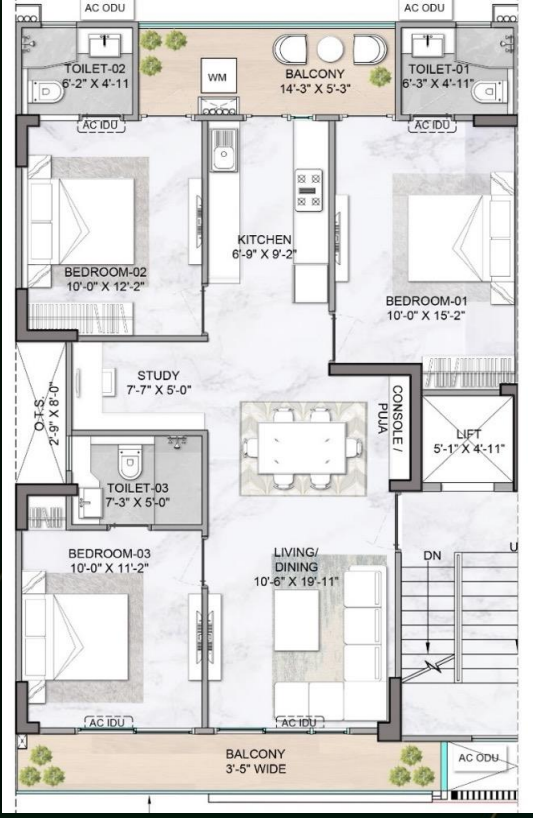 AC ODU
AC ODU
TOILET-02
6'-2" X 4'-11
WM
BALCONY
14'-3" X 5'-3"
TOILET-01
6'-3" X 4'-11"
AC IDU
AC IDU
KITCHEN
6'-9" X 9'-2"
BEDROOM-02
10'-0" X 12'-2"
BEDROOM-01
10'-0" X 15'-2"
STUDY
7'-7" X 5'-0"
O.T.S.
2'-9" X 8'-0"
CONSOLE /
PUJA
LIFT
5'-1" X 4'-11"
TOILET-03
7'-3" X 5'-0"
BEDROOM-03
10'-0" X 11'-2"
LIVING/
DINING
10'-6" X 19'-11"
DN
U
AC IDU
AC IDU
BALCONY
3'-5" WIDE
AC ODU